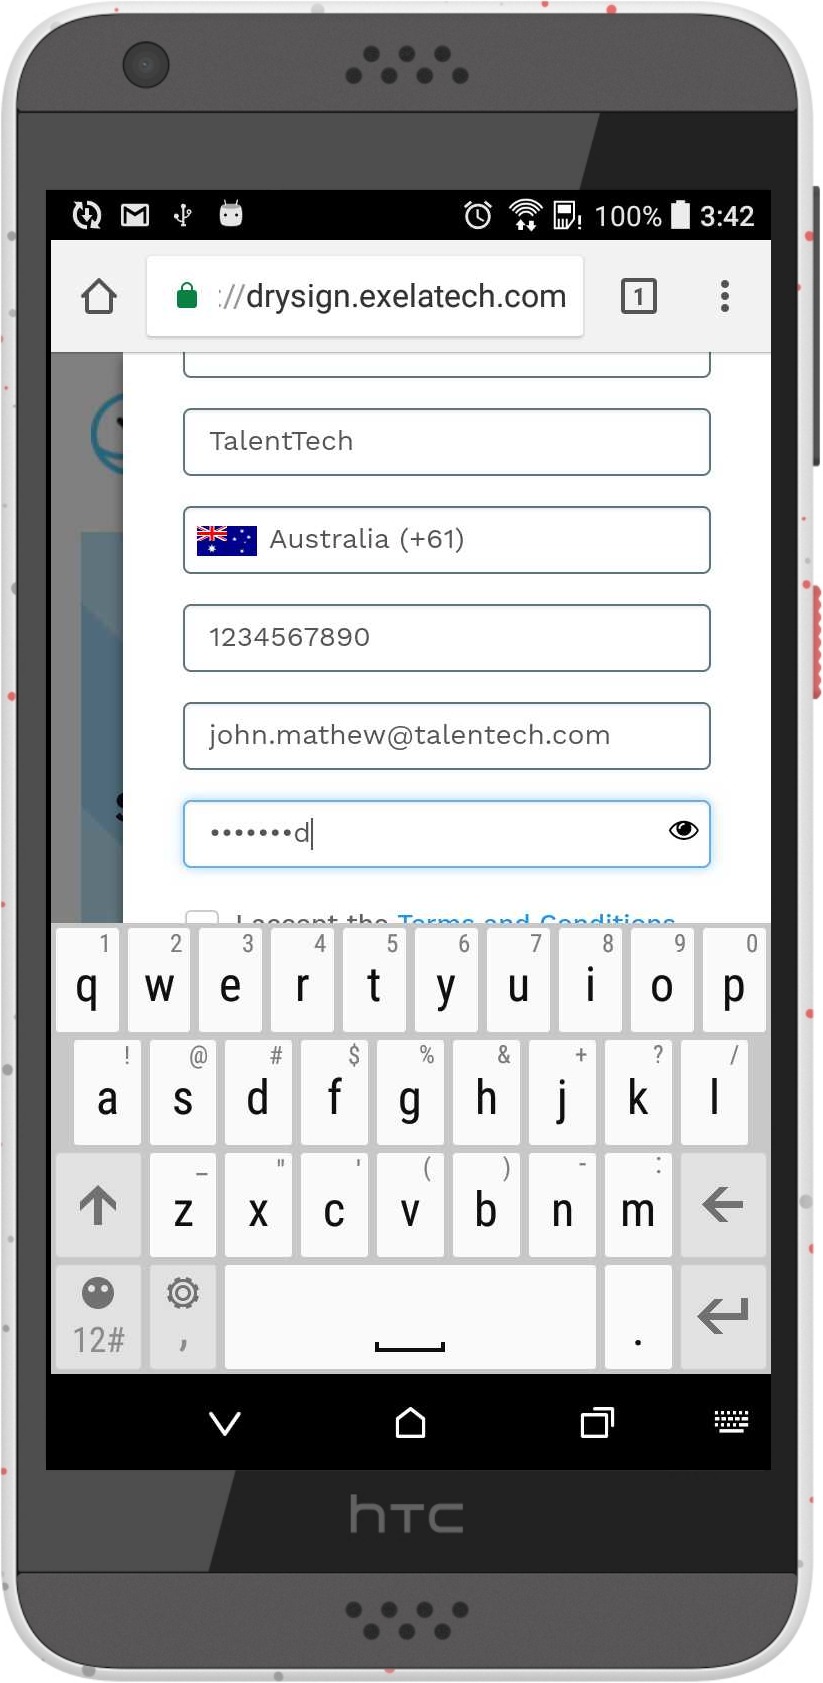 100% 3:42
://drysign.exelatech.com 1
TalentTech
Australia (+61)
1234567890
john.mathew@talentech.com
•••••••d
I accept the Terms and Conditions
1 2 3 4 5 6 7 8 9 0
q w e r t y u i o p
! @ # $ % & + ? /
a s d f g h j k l
_ " ' ( ) - :
z x c v b n m
12# , .
hTC